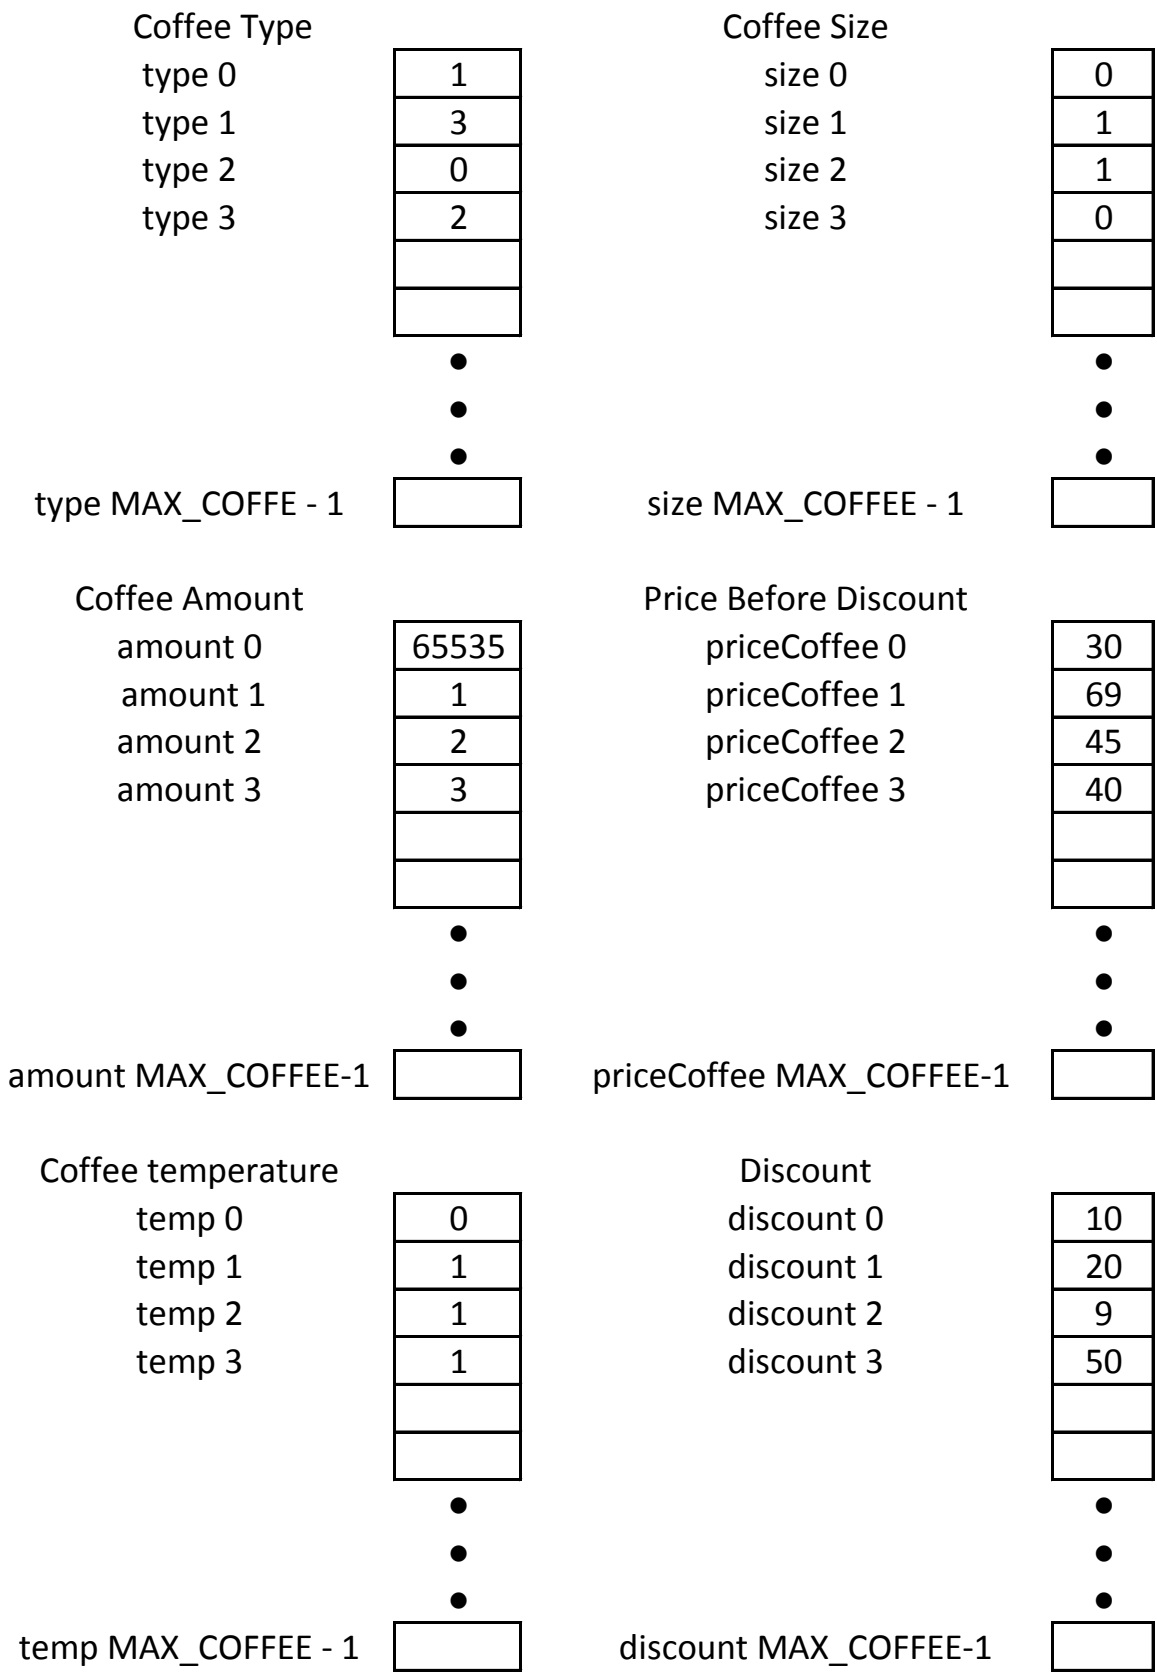 Coffee Type Coffee Size
type 0 1 size 0 0
type 1 3 size 1 1
type 2 0 size 2 1
type 3 2 size 3 0
type MAX_COFFE - 1 size MAX_COFFEE - 1
Coffee Amount Price Before Discount
amount 0 65535 priceCoffee 0 30
amount 1 1 priceCoffee 1 69
amount 2 2 priceCoffee 2 45
amount 3 3 priceCoffee 3 40
amount MAX_COFFEE-1 priceCoffee MAX_COFFEE-1
Coffee temperature Discount
temp 0 0 discount 0 10
temp 1 1 discount 1 20
temp 2 1 discount 2 9
temp 3 1 discount 3 50
temp MAX_COFFEE - 1 discount MAX_COFFEE-1